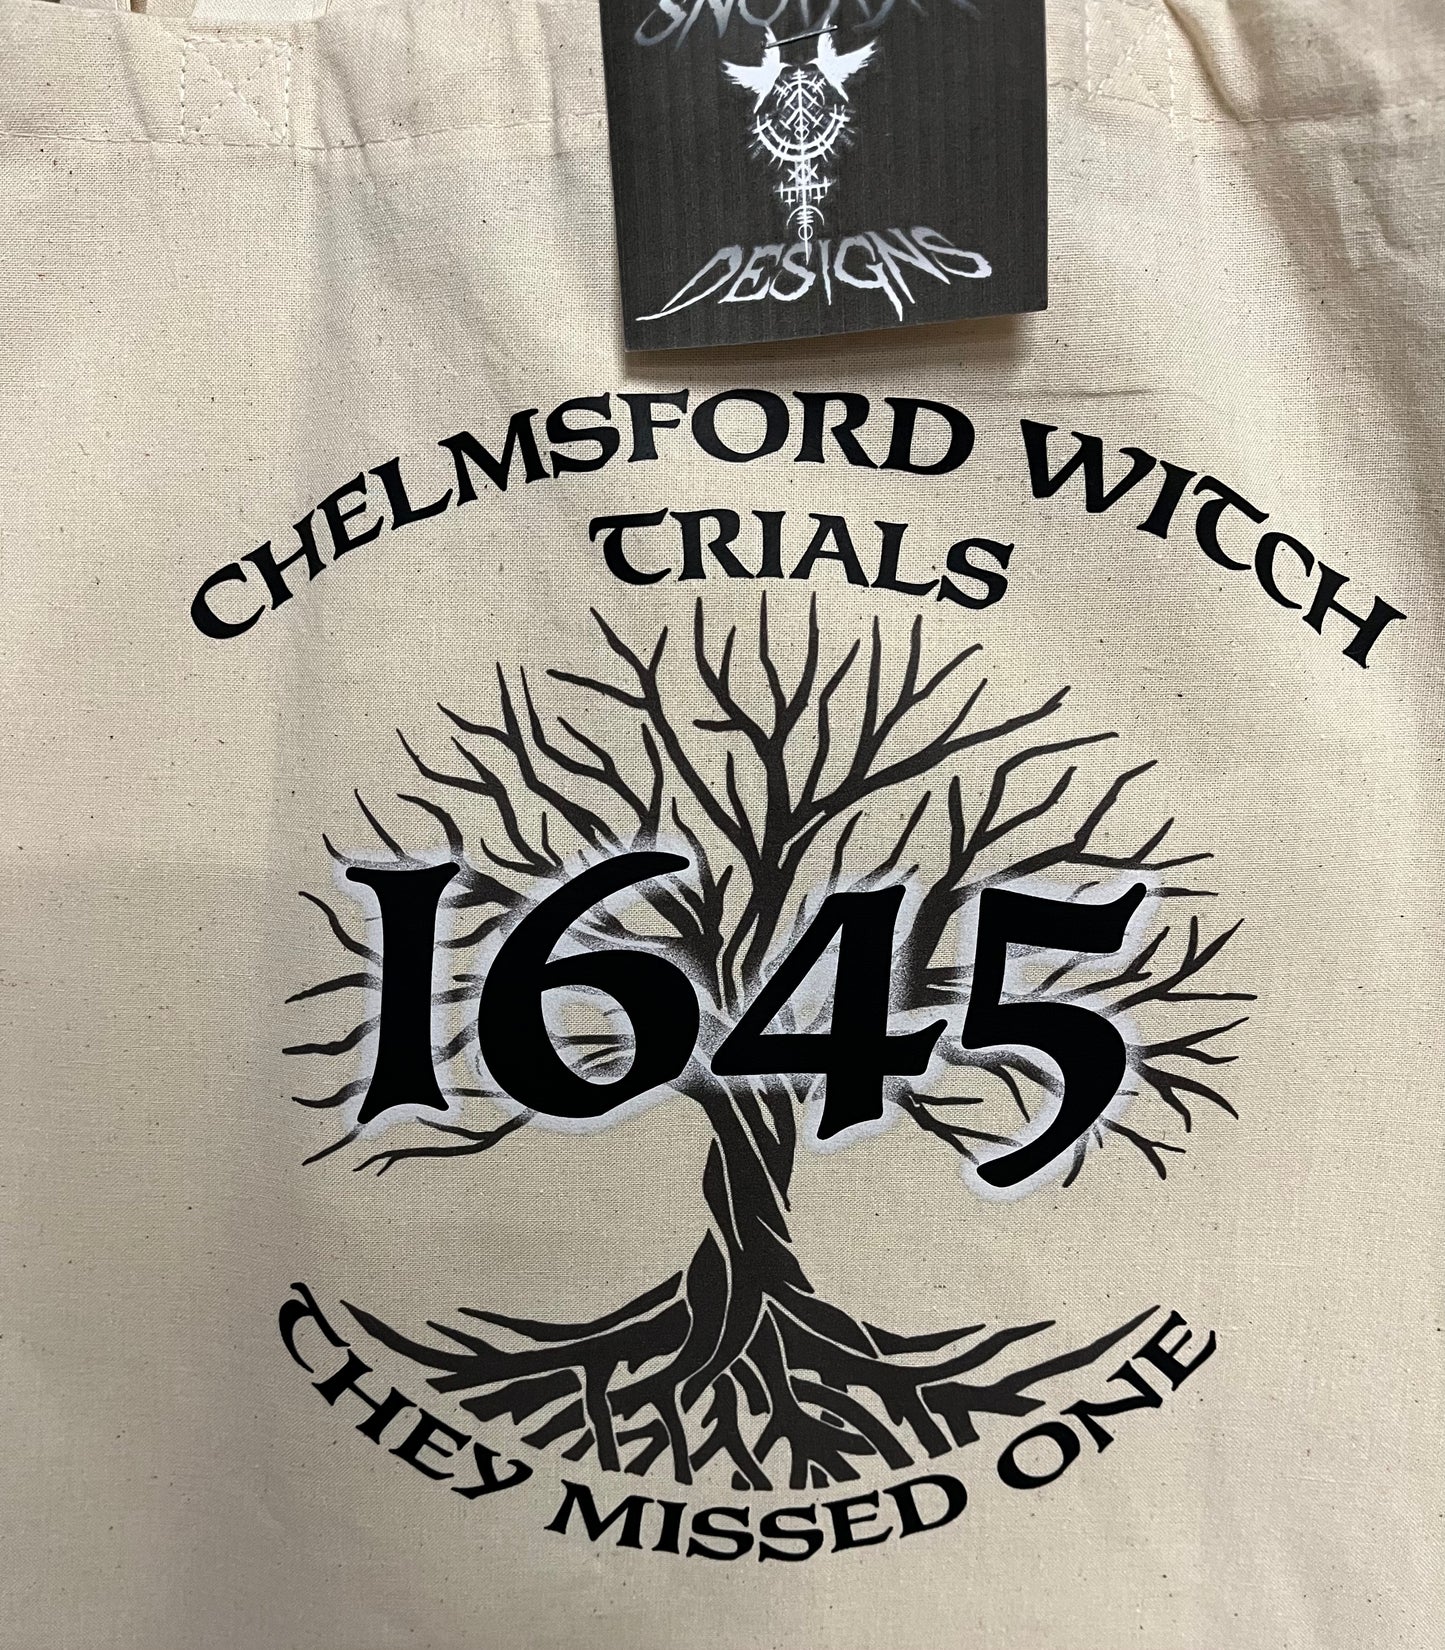 DESIGNS
CHELMSFORD WITCH
TRIALS
1645
THEY MISSED ONE